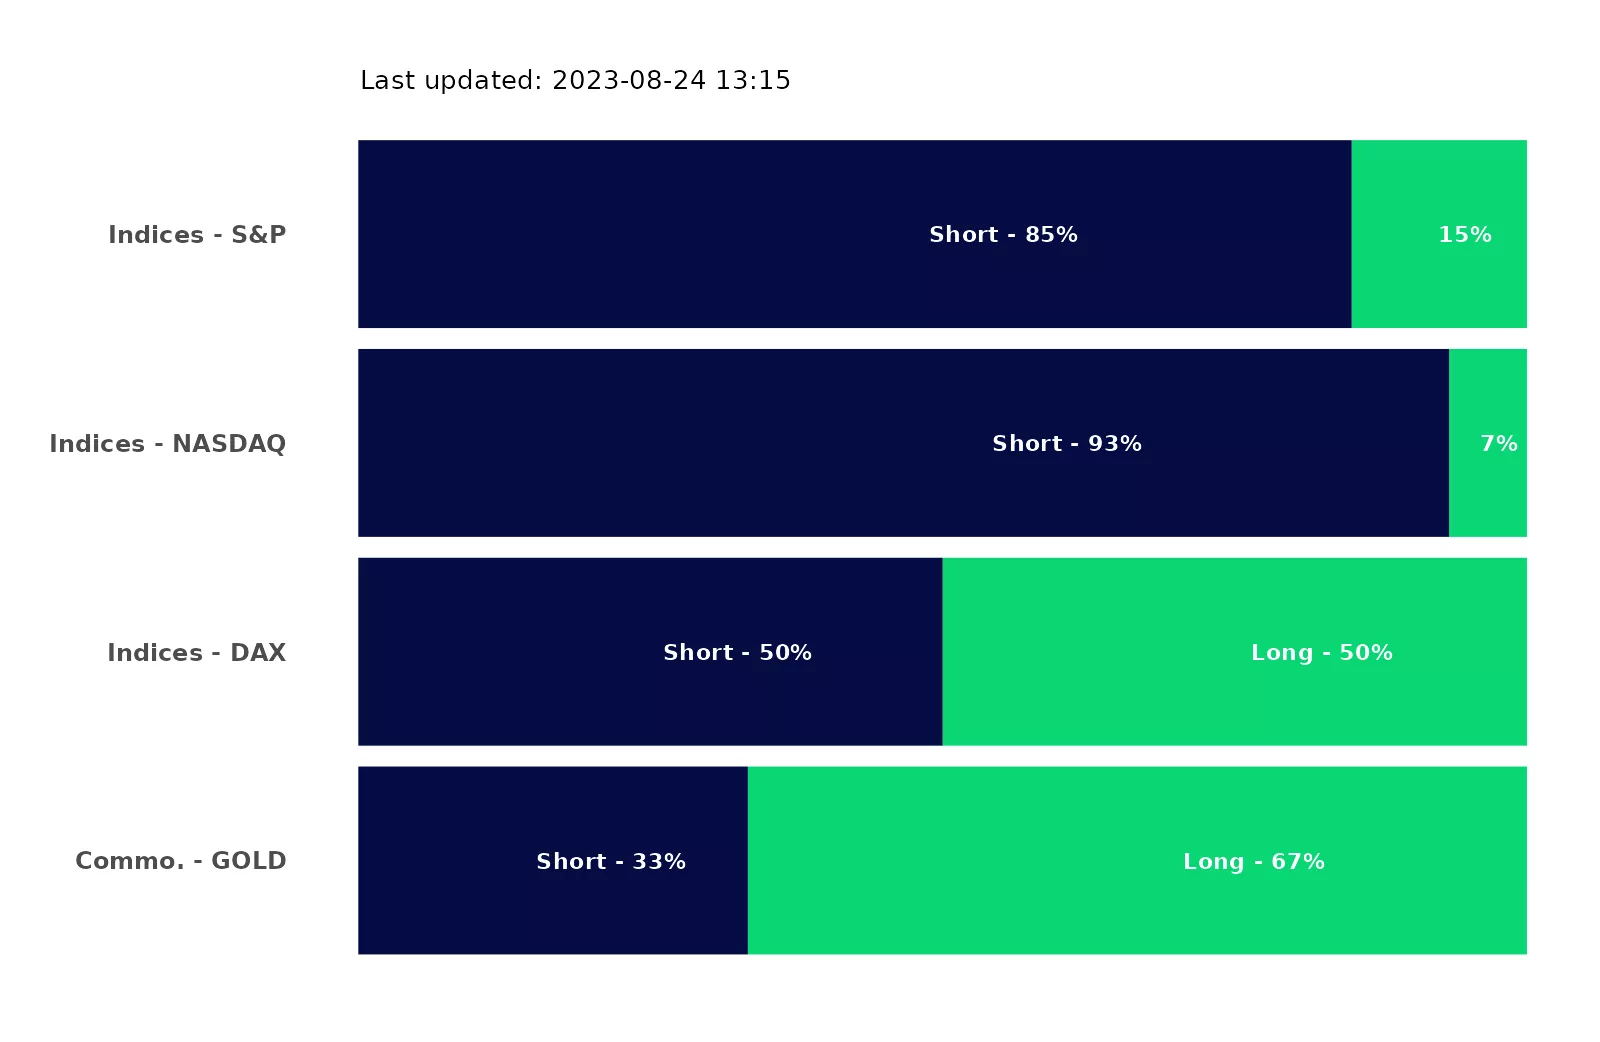 Last updated: 2023-08-24 13:15
Indices - S&P
Short - 85%
15%
Indices - NASDAQ
Short - 93%
7%
Indices - DAX
Short - 50%
Long - 50%
Commo. - GOLD
Short - 33%
Long - 67%